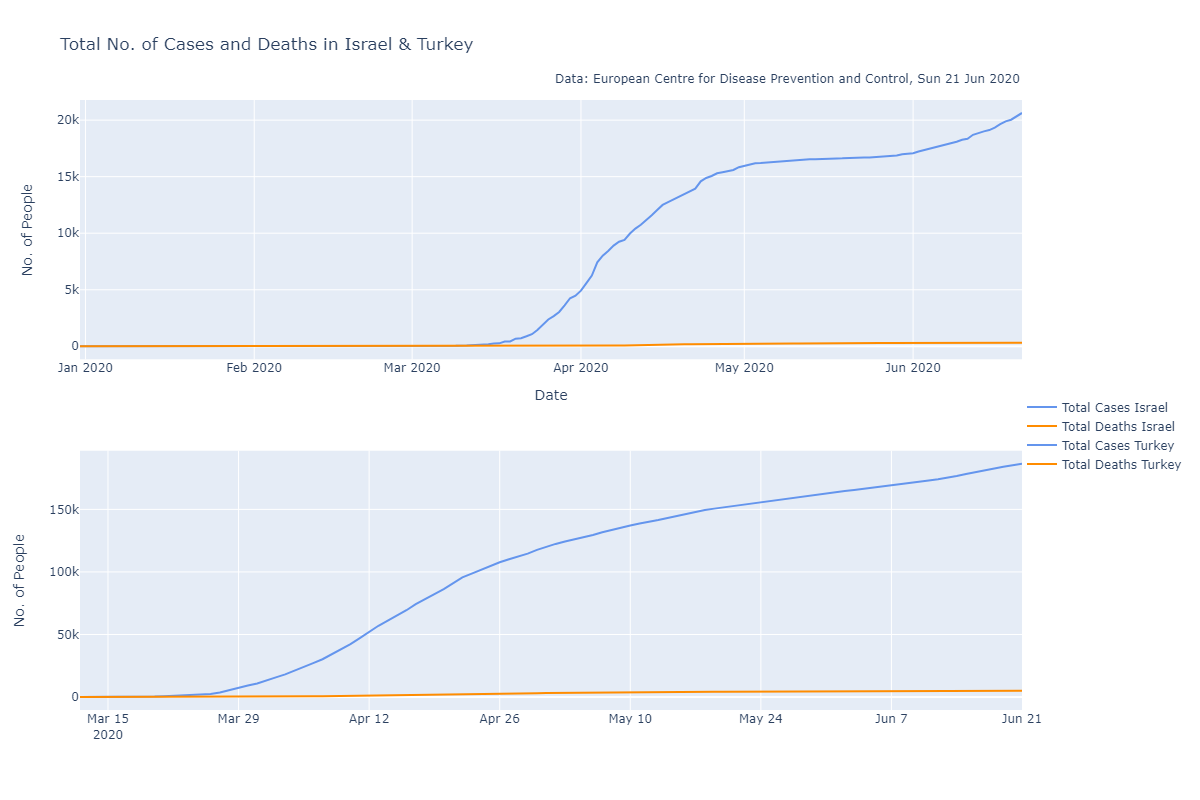 Total No. of Cases and Deaths in Israel & Turkey
Data: European Centre for Disease Prevention and Control, Sun 21 Jun 2020
20k
15k
10k
5k
0
No. of People
Jan 2020 Feb 2020 Mar 2020 Apr 2020 May 2020 Jun 2020
Date
Total Cases Israel
Total Deaths Israel
Total Cases Turkey
Total Deaths Turkey
150k
100k
50k
0
No. of People
Mar 15 Mar 29 Apr 12 Apr 26 May 10 May 24 Jun 7 Jun 21
2020